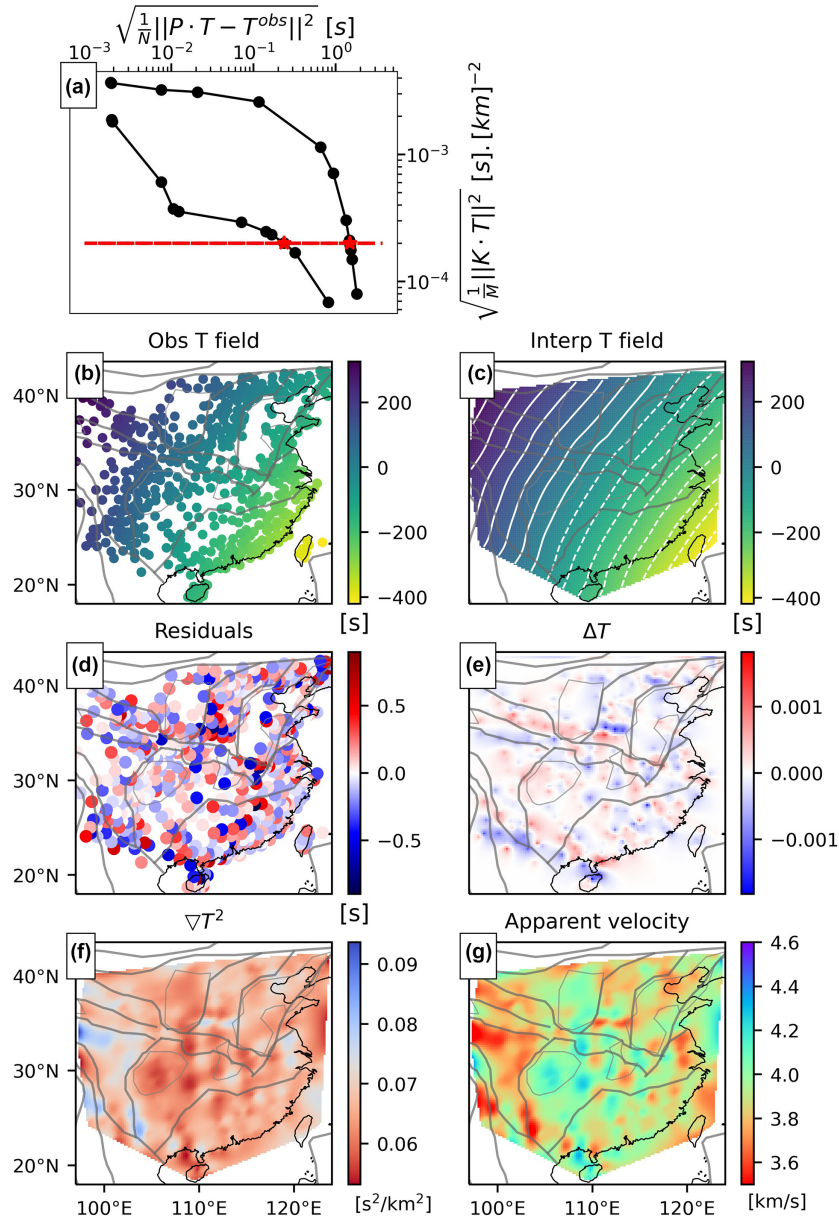 √(1/N ||P · T − T^obs||²) [s]
10⁻³ 10⁻² 10⁻¹ 10⁰
(a)
10⁻³
10⁻⁴
√(1/M ||K · T||²) [s]. [km]⁻²
Obs T field
Interp T field
(b)
(c)
40°N
30°N
20°N
200
0
−200
−400
[s]
200
0
−200
−400
[s]
Residuals
ΔT
(d)
(e)
40°N
30°N
20°N
0.5
0.0
−0.5
[s]
0.001
0.000
−0.001
▽T²
Apparent velocity
(f)
(g)
40°N
30°N
20°N
0.09
0.08
0.07
0.06
[s²/km²]
4.6
4.4
4.2
4.0
3.8
3.6
[km/s]
100°E 110°E 120°E
100°E 110°E 120°E